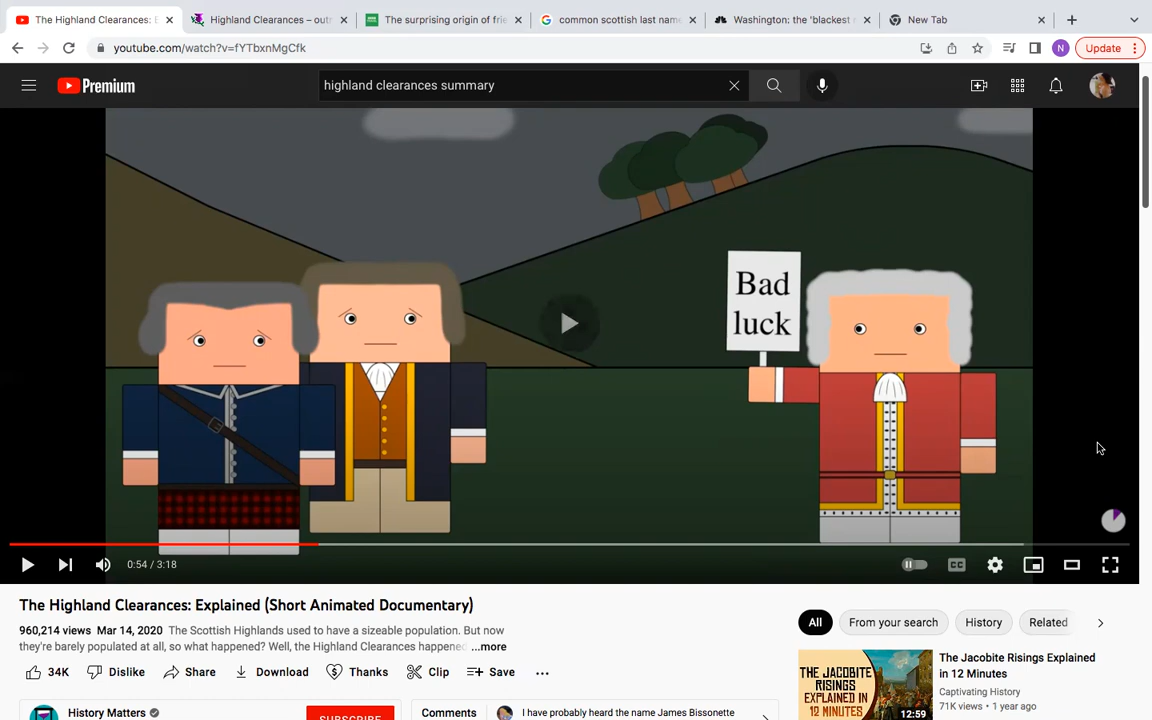 The Highland Clearances: E
Highland Clearances – outr
The surprising origin of frie
common scottish last name
Washington; the 'blackest
New Tab
youtube.com/watch?v=fYTbxnMgCfk
N
Update
Premium
highland clearances summary
Bad
luck
0:54 / 3:18
CC
The Highland Clearances: Explained (Short Animated Documentary)
960,214 views Mar 14, 2020 The Scottish Highlands used to have a sizeable population. But now
they're barely populated at all, so what happened? Well, the Highland Clearances happened ...more
34K
Dislike
Share
Download
Thanks
Clip
Save
History Matters
SUBSCRIBE
Comments
I have probably heard the name James Bissonette
All
From your search
History
Related
THE
JACOBITE
RISINGS
EXPLAINED
IN 12 MINUTES
12:59
The Jacobite Risings Explained
in 12 Minutes
Captivating History
71K views • 1 year ago